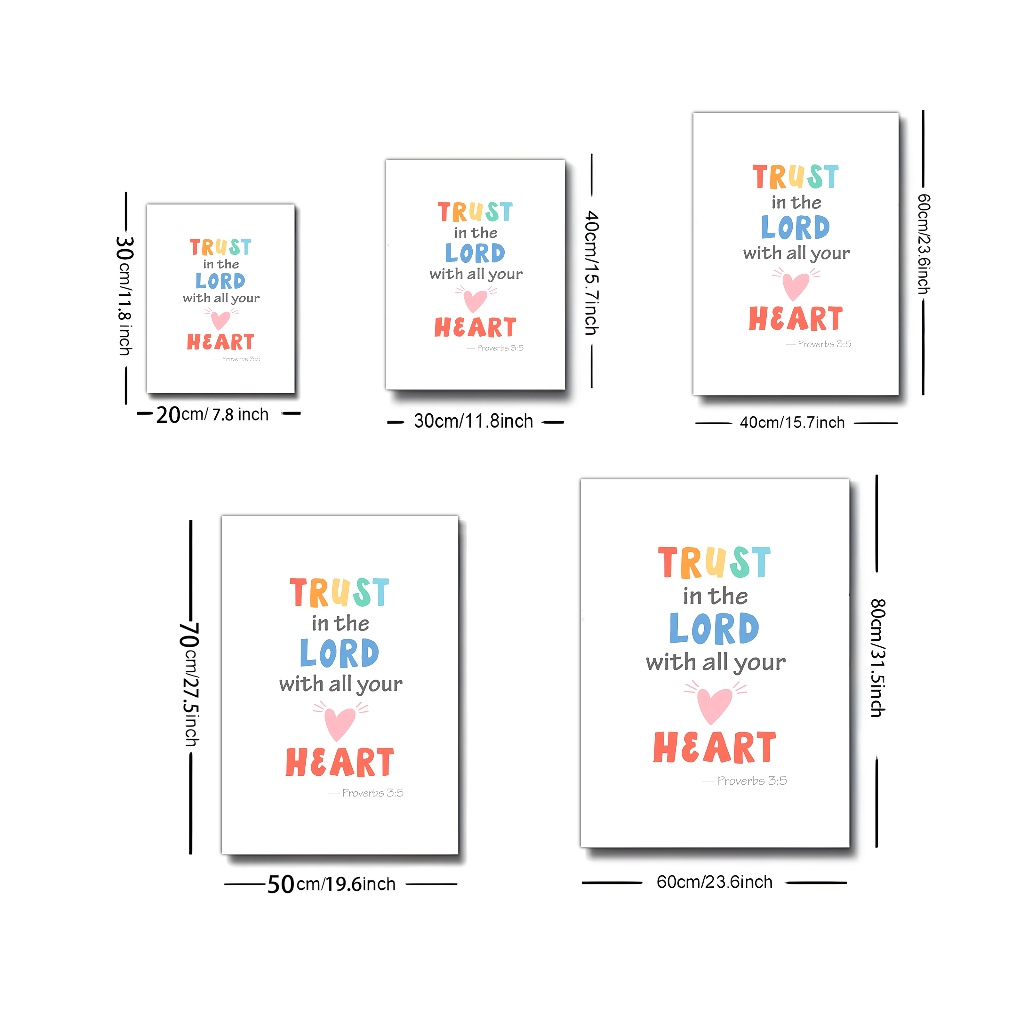 TRUST
in the
LORD
with all your
HEART
— Proverbs 3:5
30cm/11.8 inch
20cm/ 7.8 inch
TRUST
in the
LORD
with all your
HEART
— Proverbs 3:5
40cm/15.7inch
30cm/11.8inch
TRUST
in the
LORD
with all your
HEART
— Proverbs 3:5
60cm/23.6inch
40cm/15.7inch
TRUST
in the
LORD
with all your
HEART
— Proverbs 3:5
70cm/27.5inch
50cm/19.6inch
TRUST
in the
LORD
with all your
HEART
— Proverbs 3:5
80cm/31.5inch
60cm/23.6inch